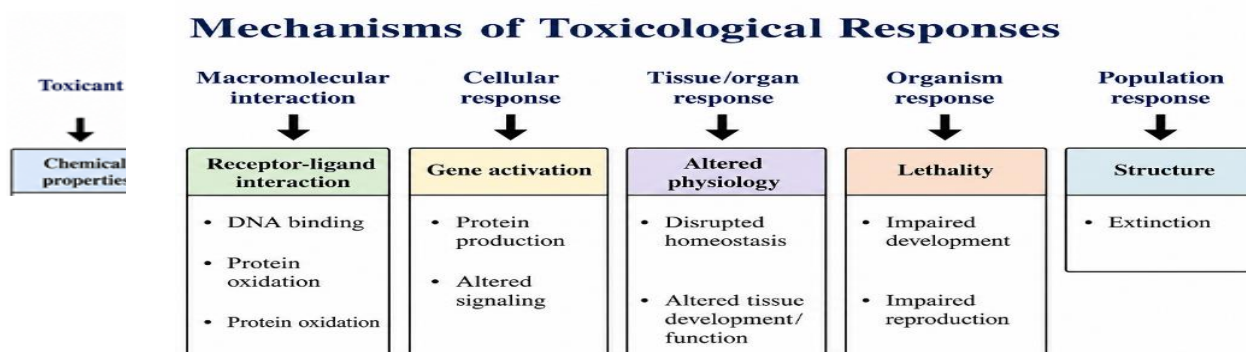 Mechanisms of Toxicological Responses
Toxicant
Chemical
properties
Macromolecular
interaction
Receptor-ligand
interaction
• DNA binding
• Protein
oxidation
• Protein oxidation
Cellular
response
Gene activation
• Protein
production
• Altered
signaling
Tissue/organ
response
Altered
physiology
• Disrupted
homeostasis
• Altered tissue
development/
function
Organism
response
Lethality
• Impaired
development
• Impaired
reproduction
Population
response
Structure
• Extinction